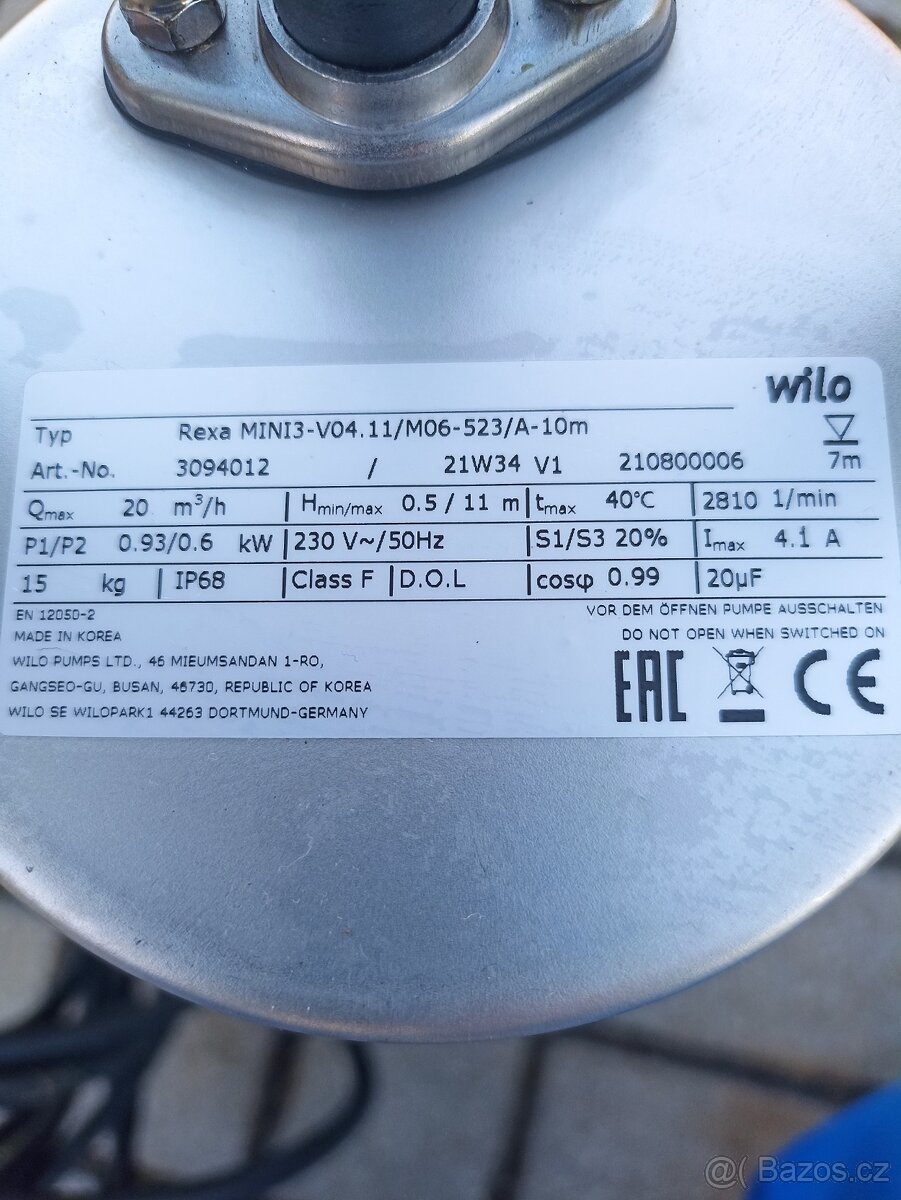 wilo
Typ Rexa MINI3-V04.11/M06-523/A-10m
Art.-No. 3094012 / 21W34 V1 210800006 7m
Qmax 20 m³/h Hmin/max 0.5 / 11 m tmax 40°C 2810 1/min
P1/P2 0.93/0.6 kW 230 V~/50Hz S1/S3 20% Imax 4.1 A
15 kg IP68 Class F D.O.L cosφ 0.99 20µF
EN 12050-2 VOR DEM ÖFFNEN PUMPE AUSSCHALTEN
MADE IN KOREA DO NOT OPEN WHEN SWITCHED ON
WILO PUMPS LTD., 46 MIEUMSANDAN 1-RO,
GANGSEO-GU, BUSAN, 46730, REPUBLIC OF KOREA
WILO SE WILOPARK1 44263 DORTMUND-GERMANY
EAC CE
@( Bazos.cz